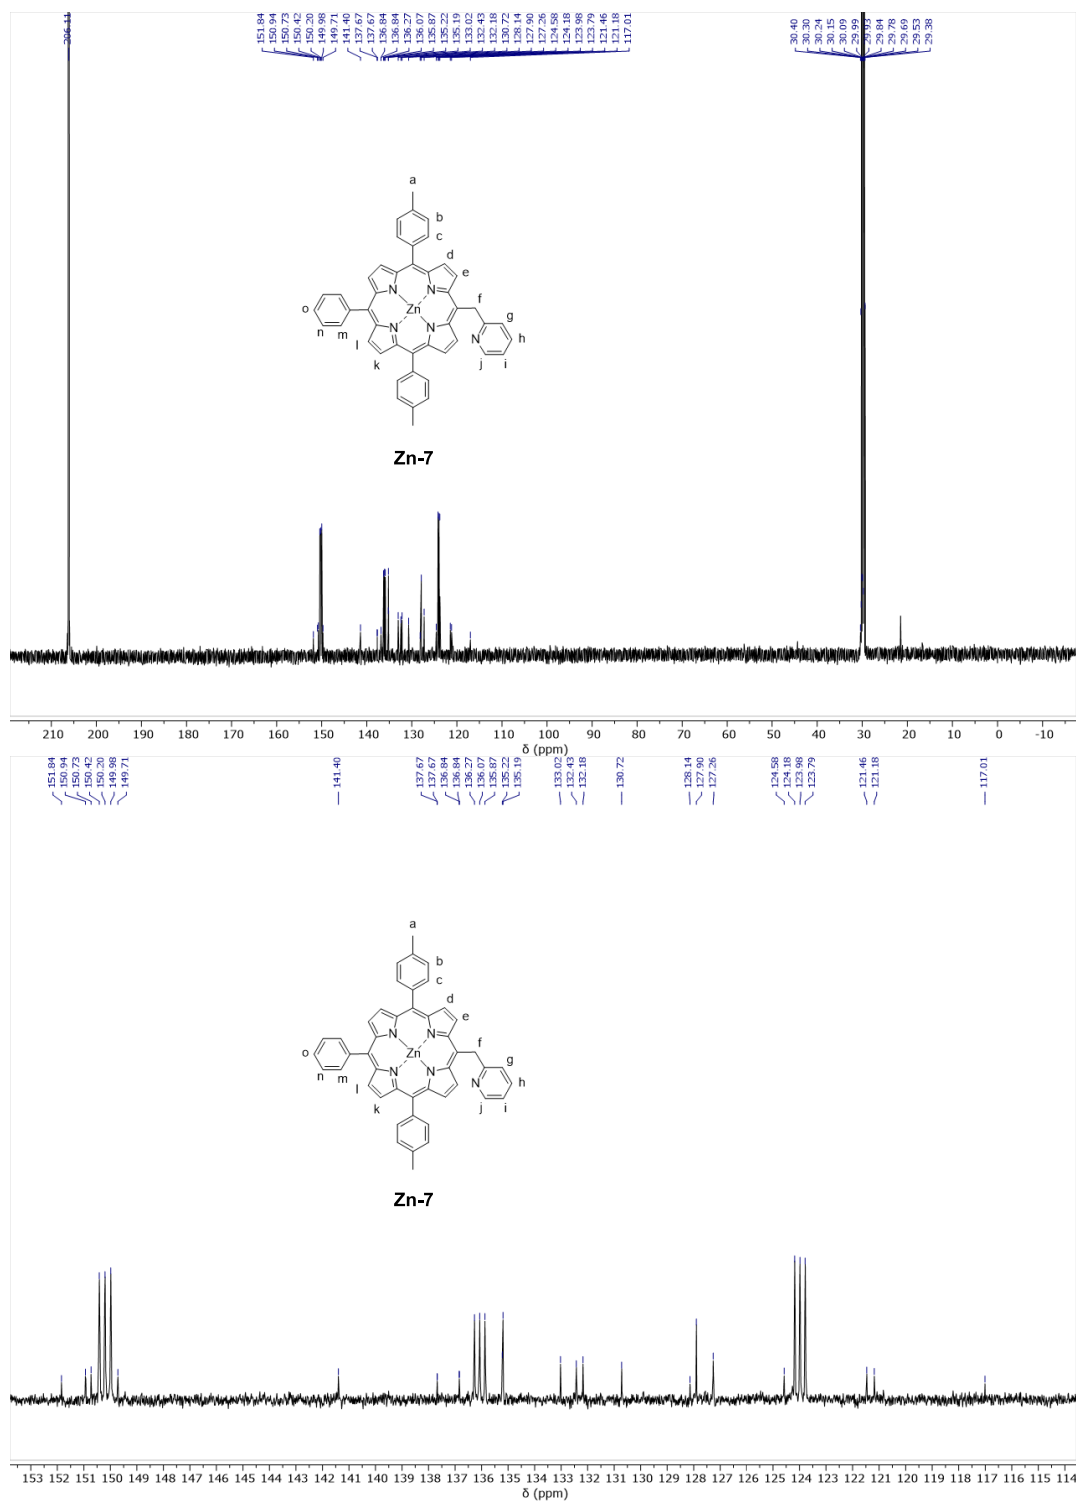 206.11
151.84
150.94
150.73
150.42
150.20
149.98
149.71
141.40
137.67
137.67
136.84
136.84
136.27
136.07
135.87
135.22
135.19
133.02
132.43
132.18
130.72
128.14
127.90
127.26
124.58
124.18
123.98
123.79
121.46
121.18
117.01
30.40
30.30
30.24
30.15
30.09
29.99
29.93
29.84
29.78
29.69
29.53
29.38
a
b
c
d
e
N N f
Zn g
o N N N h
n m j i
l
k
Zn-7
210 200 190 180 170 160 150 140 130 120 110 100 90 80 70 60 50 40 30 20 10 0 -10
δ (ppm)
151.84
150.94
150.73
150.42
150.20
149.98
149.71
141.40
137.67
137.67
136.84
136.84
136.27
136.07
135.87
135.22
135.19
133.02
132.43
132.18
130.72
128.14
127.90
127.26
124.58
124.18
123.98
123.79
121.46
121.18
117.01
a
b
c
d
e
N N f
Zn g
o N N N h
n m j i
l
k
Zn-7
153 152 151 150 149 148 147 146 145 144 143 142 141 140 139 138 137 136 135 134 133 132 131 130 129 128 127 126 125 124 123 122 121 120 119 118 117 116 115 114
δ (ppm)